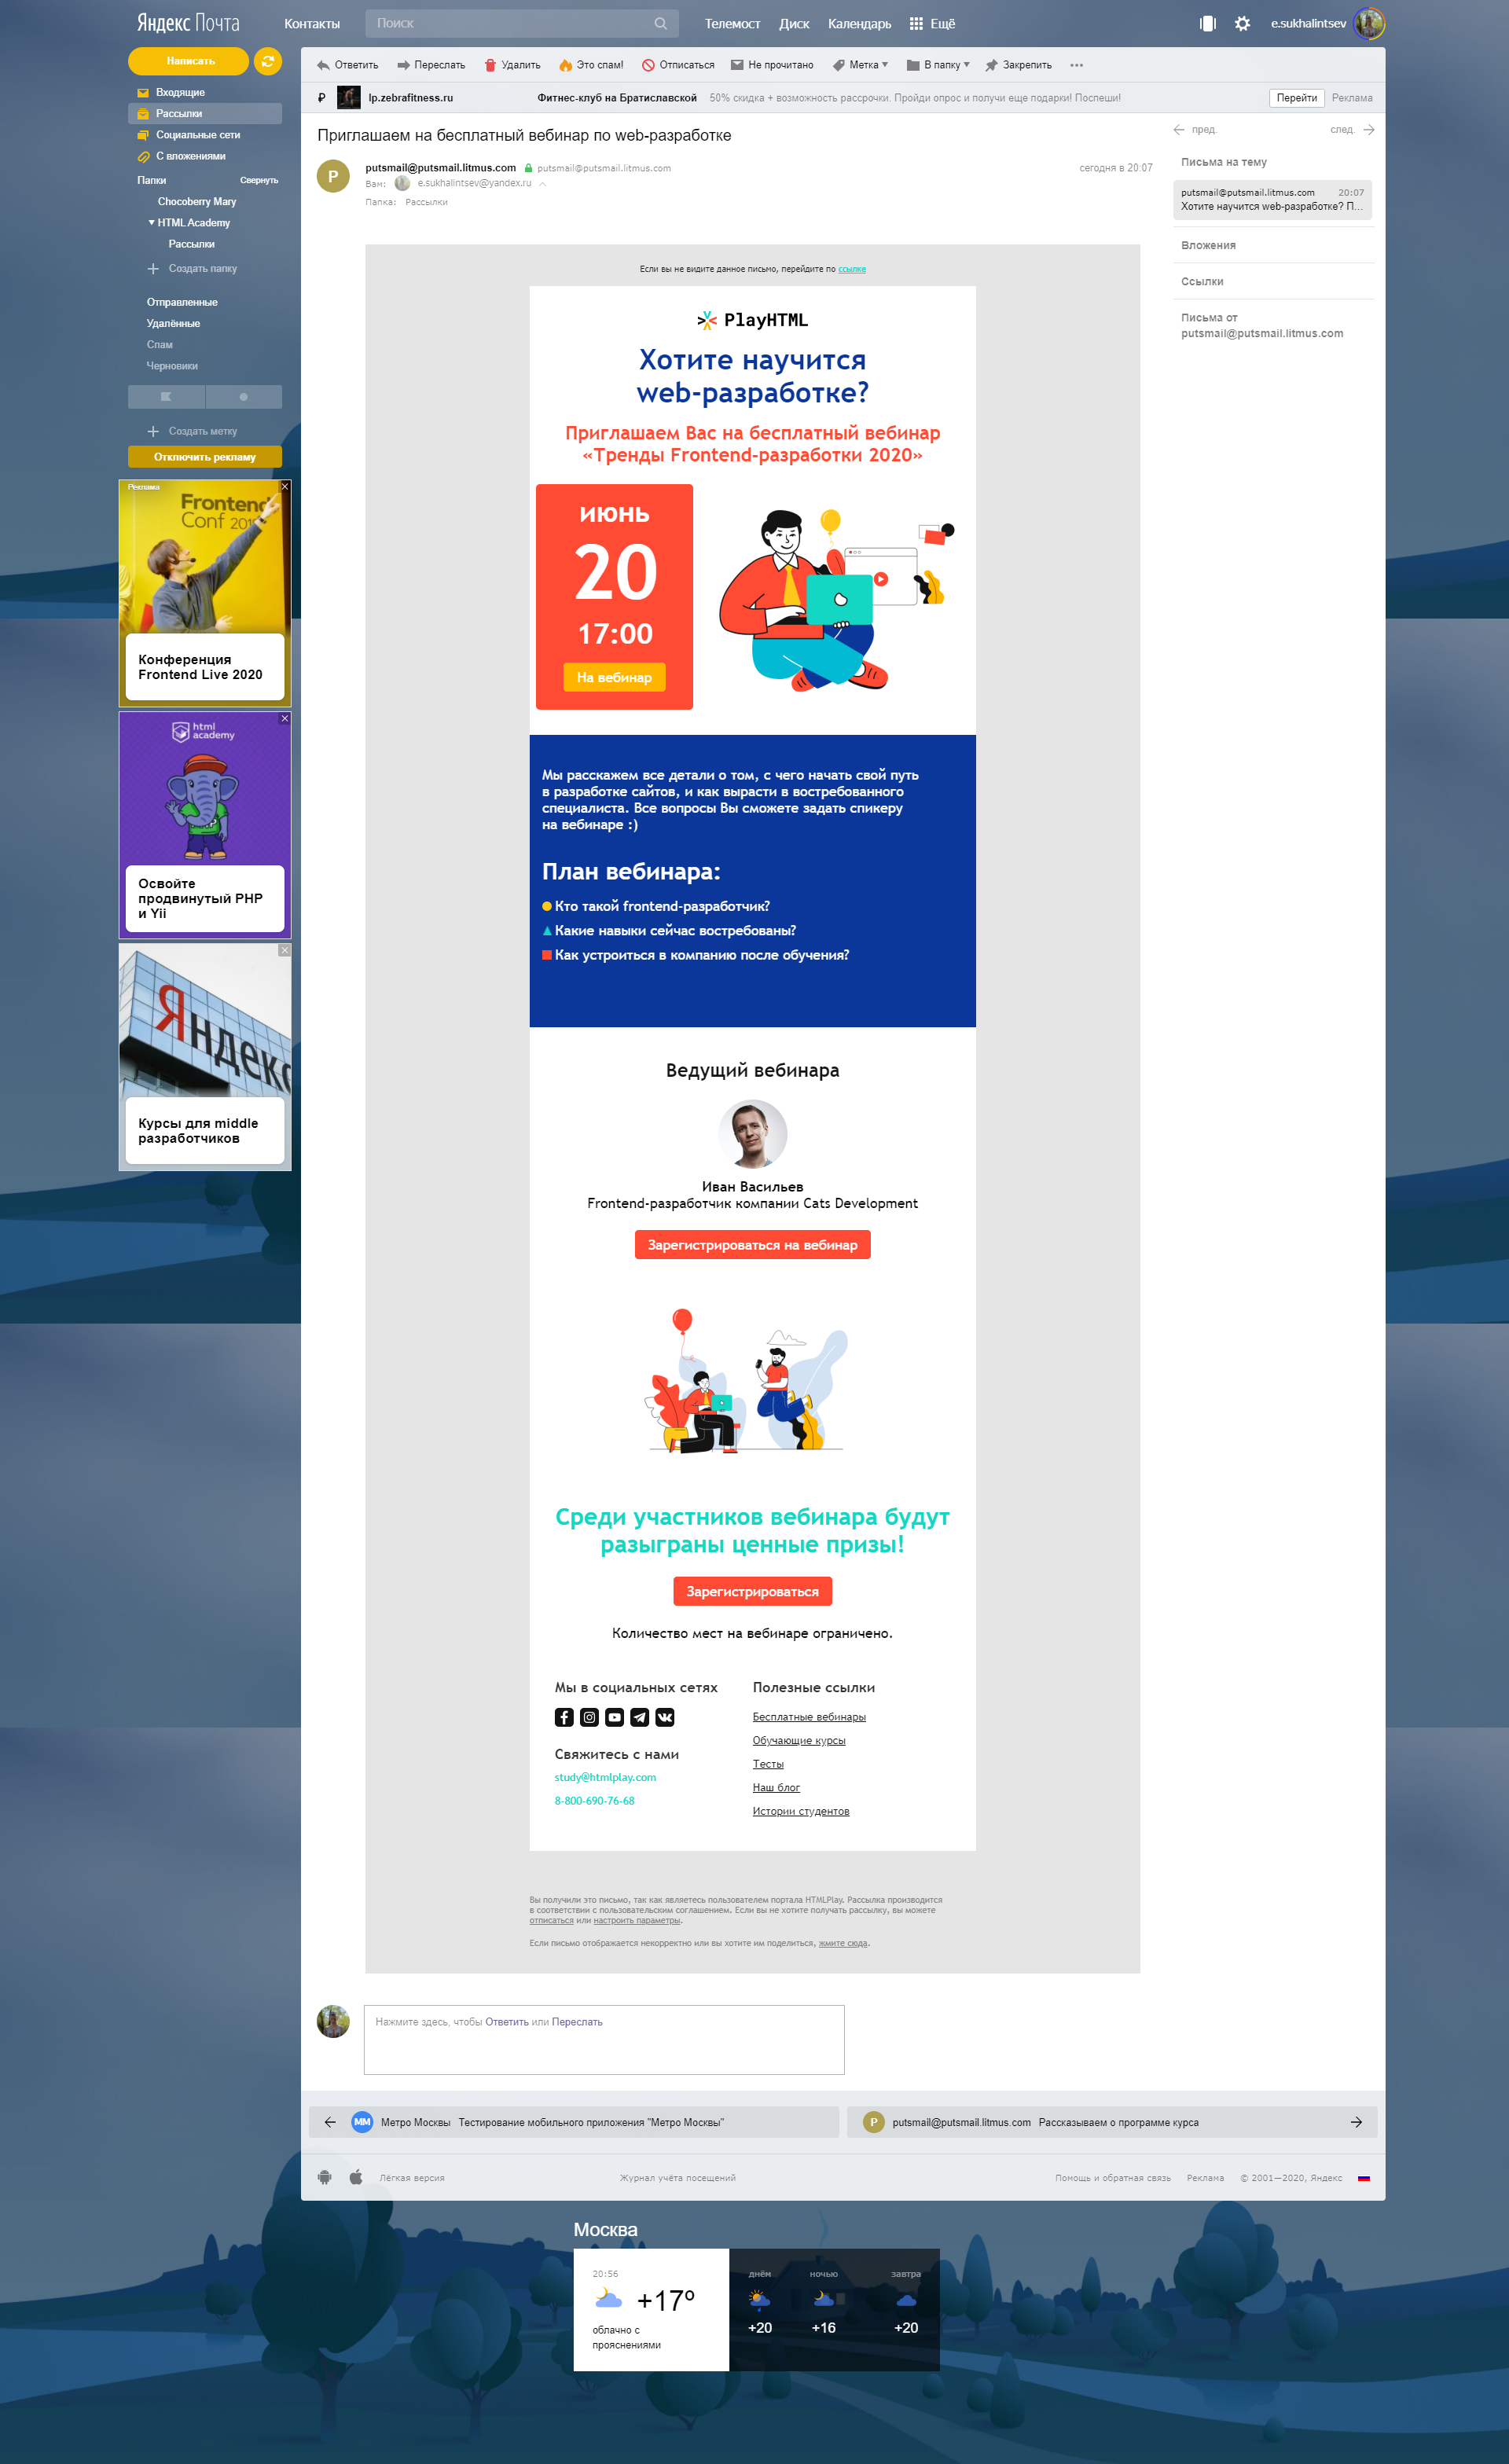 Яндекс Почта
Контакты
Поиск
Телемост
Диск
Календарь
Ещё
e.sukhalintsev
Написать
Входящие
Рассылки
Социальные сети
С вложениями
Папки
Свернуть
Chocoberry Mary
HTML Academy
Рассылки
Создать папку
Отправленные
Удалённые
Спам
Черновики
Создать метку
Отключить рекламу
Реклама
Frontend
Conf 201
Конференция
Frontend Live 2020
html
academy
Освойте
продвинутый PHP
и Yii
Яндекс
Курсы для middle
разработчиков
Ответить
Переслать
Удалить
Это спам!
Отписаться
Не прочитано
Метка
В папку
Закрепить
₽
lp.zebrafitness.ru
Фитнес-клуб на Братиславской
50% скидка + возможность рассрочки. Пройди опрос и получи еще подарки! Поспеши!
Перейти
Реклама
Приглашаем на бесплатный вебинар по web-разработке
P
putsmail@putsmail.litmus.com
putsmail@putsmail.litmus.com
сегодня в 20:07
Вам:
e.sukhalintsev@yandex.ru
Папка:
Рассылки
пред.
след.
Письма на тему
putsmail@putsmail.litmus.com
20:07
Хотите научится web-разработке? П...
Вложения
Ссылки
Письма от
putsmail@putsmail.litmus.com
Если вы не видите данное письмо, перейдите по ссылке
PlayHTML
Хотите научится
web-разработке?
Приглашаем Вас на бесплатный вебинар
«Тренды Frontend-разработки 2020»
июнь
20
17:00
На вебинар
Мы расскажем все детали о том, с чего начать свой путь
в разработке сайтов, и как вырасти в востребованного
специалиста. Все вопросы Вы сможете задать спикеру
на вебинаре :)
План вебинара:
Кто такой frontend-разработчик?
Какие навыки сейчас востребованы?
Как устроиться в компанию после обучения?
Ведущий вебинара
Иван Васильев
Frontend-разработчик компании Cats Development
Зарегистрироваться на вебинар
Среди участников вебинара будут
разыграны ценные призы!
Зарегистрироваться
Количество мест на вебинаре ограничено.
Мы в социальных сетях
Свяжитесь с нами
study@htmlplay.com
8-800-690-76-68
Полезные ссылки
Бесплатные вебинары
Обучающие курсы
Тесты
Наш блог
Истории студентов
Вы получили это письмо, так как являетесь пользователем портала HTMLPlay. Рассылка производится
в соответствии с пользовательским соглашением. Если вы не хотите получать рассылку, вы можете
отписаться или настроить параметры.
Если письмо отображается некорректно или вы хотите им поделиться, жмите сюда.
Нажмите здесь, чтобы Ответить или Переслать
ММ
Метро Москвы
Тестирование мобильного приложения "Метро Москвы"
P
putsmail@putsmail.litmus.com
Рассказываем о программе курса
Лёгкая версия
Журнал учёта посещений
Помощь и обратная связь
Реклама
© 2001—2020, Яндекс
Москва
20:56
+17°
облачно с
прояснениями
днём
+20
ночью
+16
завтра
+20